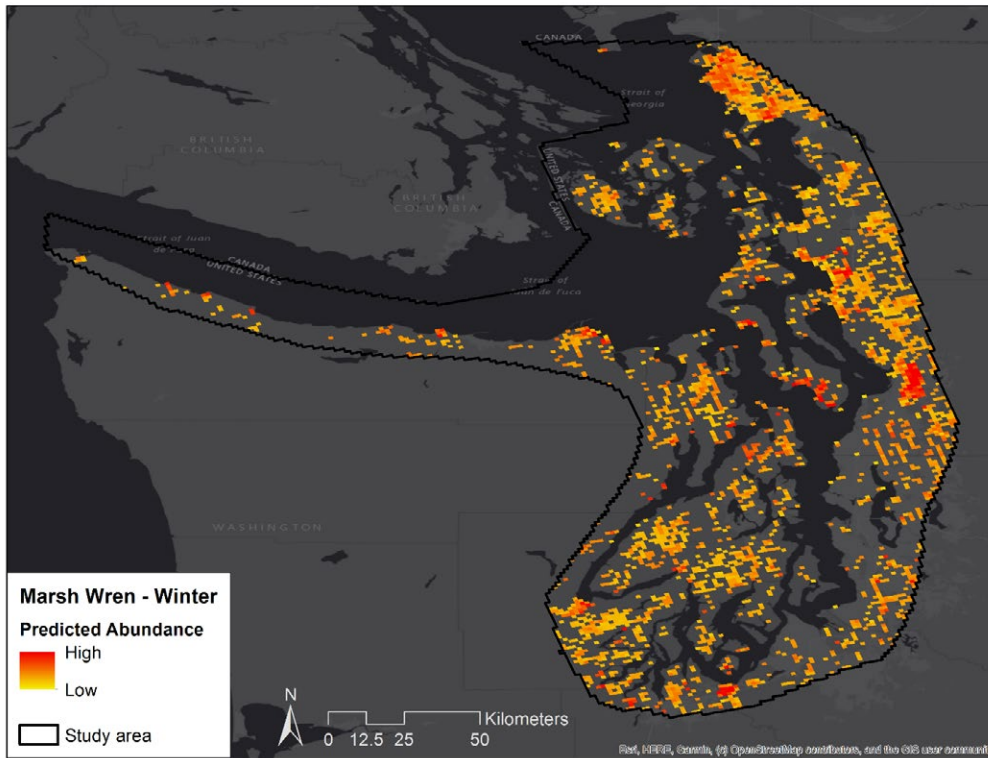 CANADA
Strait of
Georgia
BRITISH
COLUMBIA
UNITED STATES
CANADA
BRITISH
COLUMBIA
Strait of Juan
de Fuca
CANADA
UNITED STATES
Strait of
Juan de Fuca
WASHINGTON
Marsh Wren - Winter
Predicted Abundance
High
Low
Study area
N
Kilometers
0 12.5 25 50
Esri, HERE, Garmin, (c) OpenStreetMap contributors, and the GIS user communit